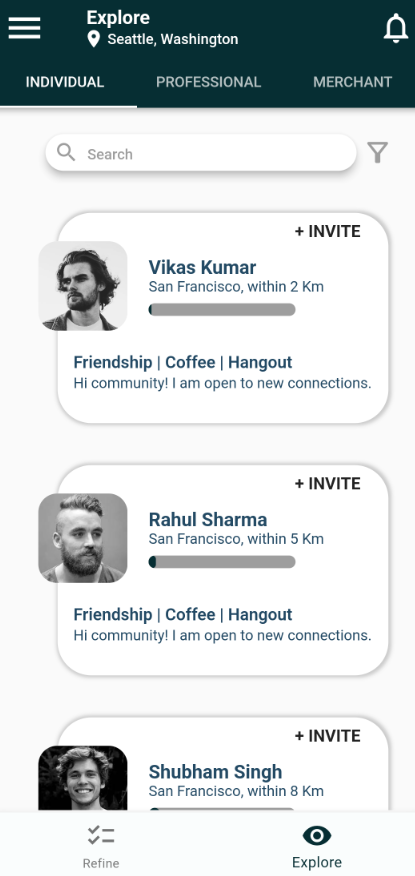 Explore
Seattle, Washington
INDIVIDUAL PROFESSIONAL MERCHANT
Search
+ INVITE
Vikas Kumar
San Francisco, within 2 Km
Friendship | Coffee | Hangout
Hi community! I am open to new connections.
+ INVITE
Rahul Sharma
San Francisco, within 5 Km
Friendship | Coffee | Hangout
Hi community! I am open to new connections.
+ INVITE
Shubham Singh
San Francisco, within 8 Km
Refine Explore